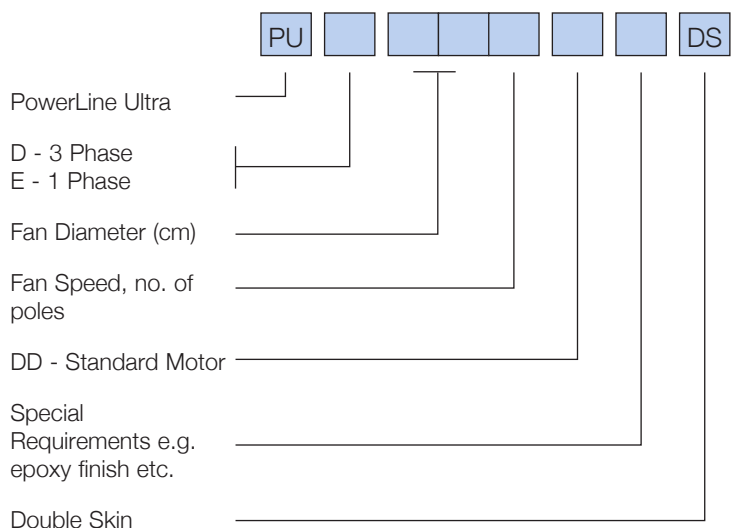 PU DS
PowerLine Ultra
D - 3 Phase
E - 1 Phase
Fan Diameter (cm)
Fan Speed, no. of
poles
DD - Standard Motor
Special
Requirements e.g.
epoxy finish etc.
Double Skin